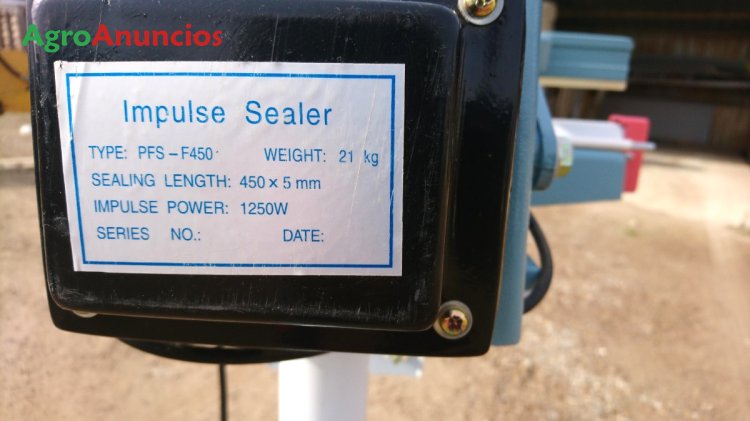 AgroAnuncios
Impulse Sealer
TYPE: PFS-F450 WEIGHT: 21 kg
SEALING LENGTH: 450 × 5 mm
IMPULSE POWER: 1250W
SERIES NO.: DATE: